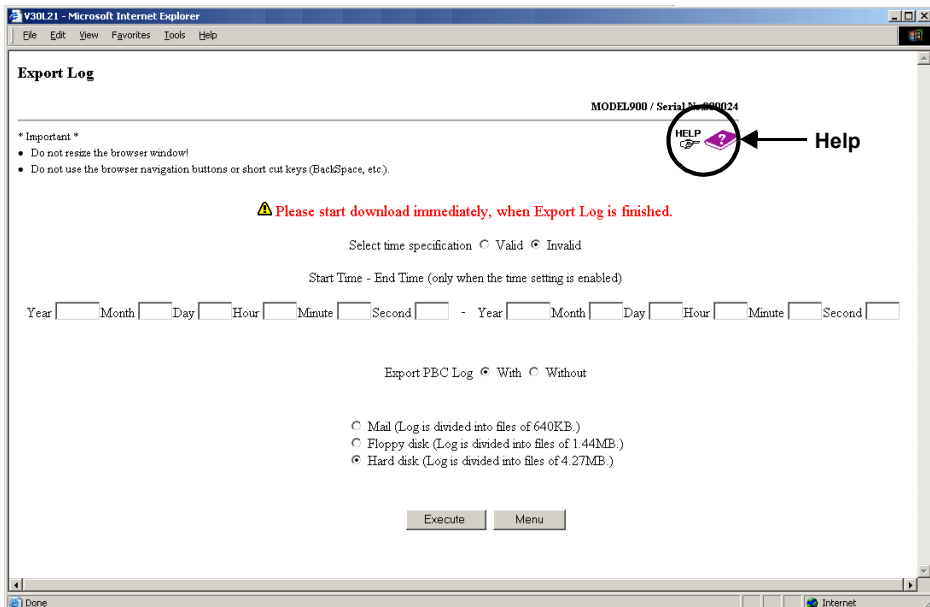 V30L21 - Microsoft Internet Explorer
File Edit View Favorites Tools Help
Export Log
MODEL900 / Serial No.000024
* Important *
HELP ? Help
• Do not resize the browser window!
• Do not use the browser navigation buttons or short cut keys (BackSpace, etc.).
Please start download immediately, when Export Log is finished.
Select time specification Valid Invalid
Start Time - End Time (only when the time setting is enabled)
Year Month Day Hour Minute Second - Year Month Day Hour Minute Second
Export PBC Log With Without
Mail (Log is divided into files of 640KB.)
Floppy disk (Log is divided into files of 1.44MB.)
Hard disk (Log is divided into files of 4.27MB.)
Execute Menu
Done Internet